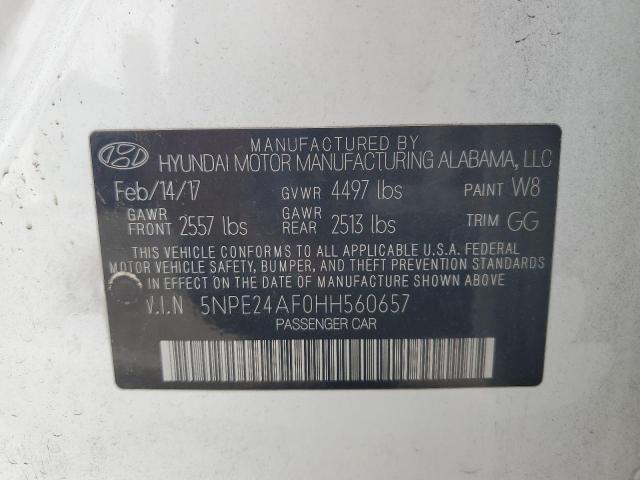 MANUFACTURED BY
HYUNDAI MOTOR MANUFACTURING ALABAMA, LLC
Feb/14/17 GVWR 4497 lbs PAINT W8
GAWR FRONT 2557 lbs GAWR REAR 2513 lbs TRIM GG
THIS VEHICLE CONFORMS TO ALL APPLICABLE U.S.A. FEDERAL
MOTOR VEHICLE SAFETY, BUMPER, AND THEFT PREVENTION STANDARDS
IN EFFECT ON THE DATE OF MANUFACTURE SHOWN ABOVE
V.I.N 5NPE24AF0HH560657
PASSENGER CAR